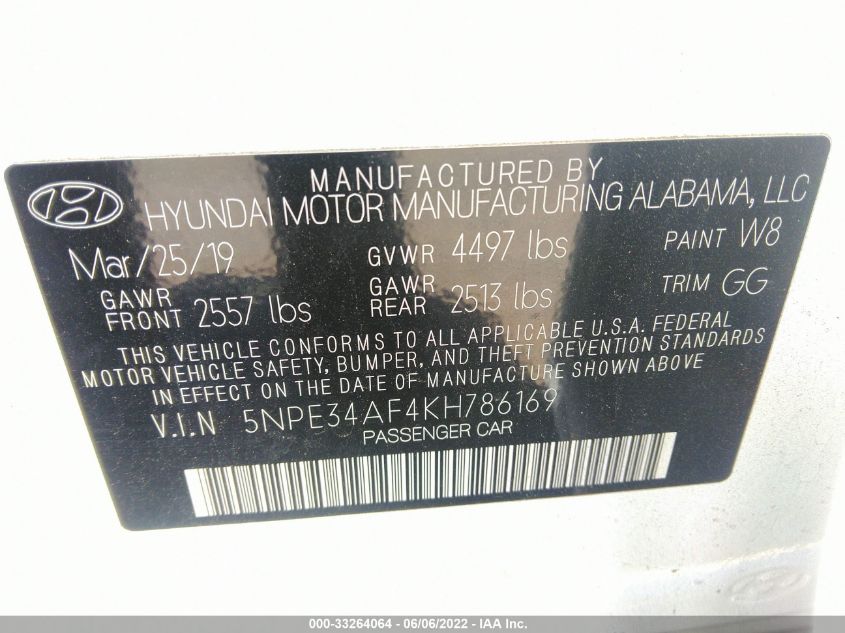 MANUFACTURED BY
HYUNDAI MOTOR MANUFACTURING ALABAMA, LLC
Mar/25/19 GVWR 4497 lbs PAINT W8
GAWR FRONT 2557 lbs GAWR REAR 2513 lbs TRIM GG
THIS VEHICLE CONFORMS TO ALL APPLICABLE U.S.A. FEDERAL
MOTOR VEHICLE SAFETY, BUMPER, AND THEFT PREVENTION STANDARDS
IN EFFECT ON THE DATE OF MANUFACTURE SHOWN ABOVE
V.I.N 5NPE34AF4KH786169
PASSENGER CAR
000-33264064 - 06/06/2022 - IAA Inc.